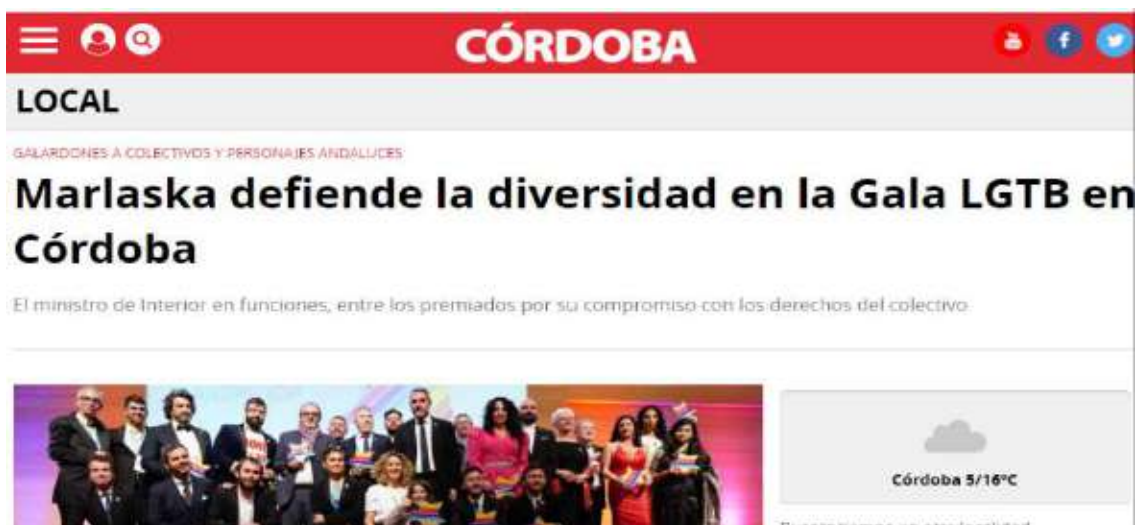 CÓRDOBA
LOCAL
GALARDONES A COLECTIVOS Y PERSONAJES ANDALUCES
Marlaska defiende la diversidad en la Gala LGTB en
Córdoba
El ministro de Interior en funciones, entre los premiados por su compromiso con los derechos del colectivo
Córdoba 5/16ºC